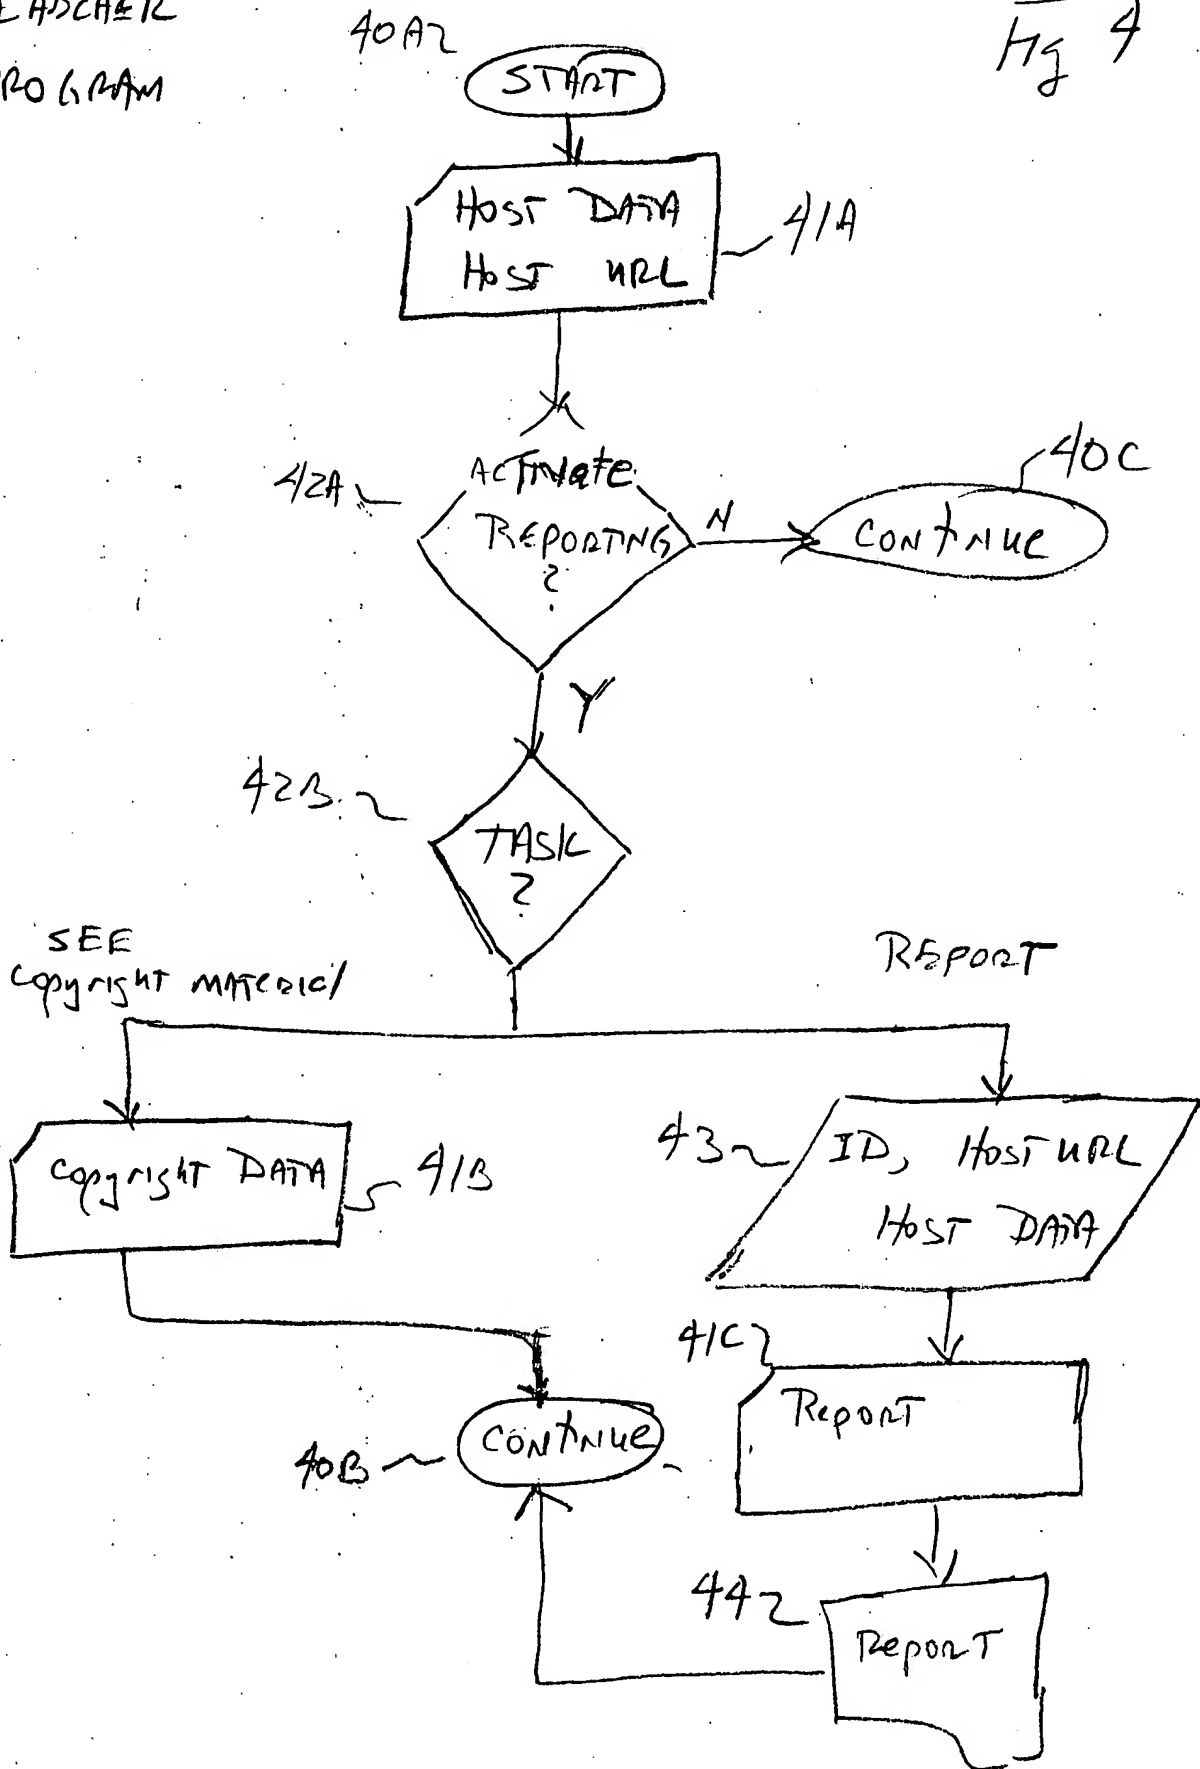 PROGRAM
Fig 4
40A
START
HOST DATA
HOST URL
41A
42A
ACTIVATE
REPORTING
?
N
40C
CONTINUE
Y
42B
TASK
?
SEE
COPYRIGHT MATERIAL
REPORT
COPYRIGHT DATA
41B
43
ID, HOST URL
HOST DATA
41C
REPORT
40B
CONTINUE
44
REPORT